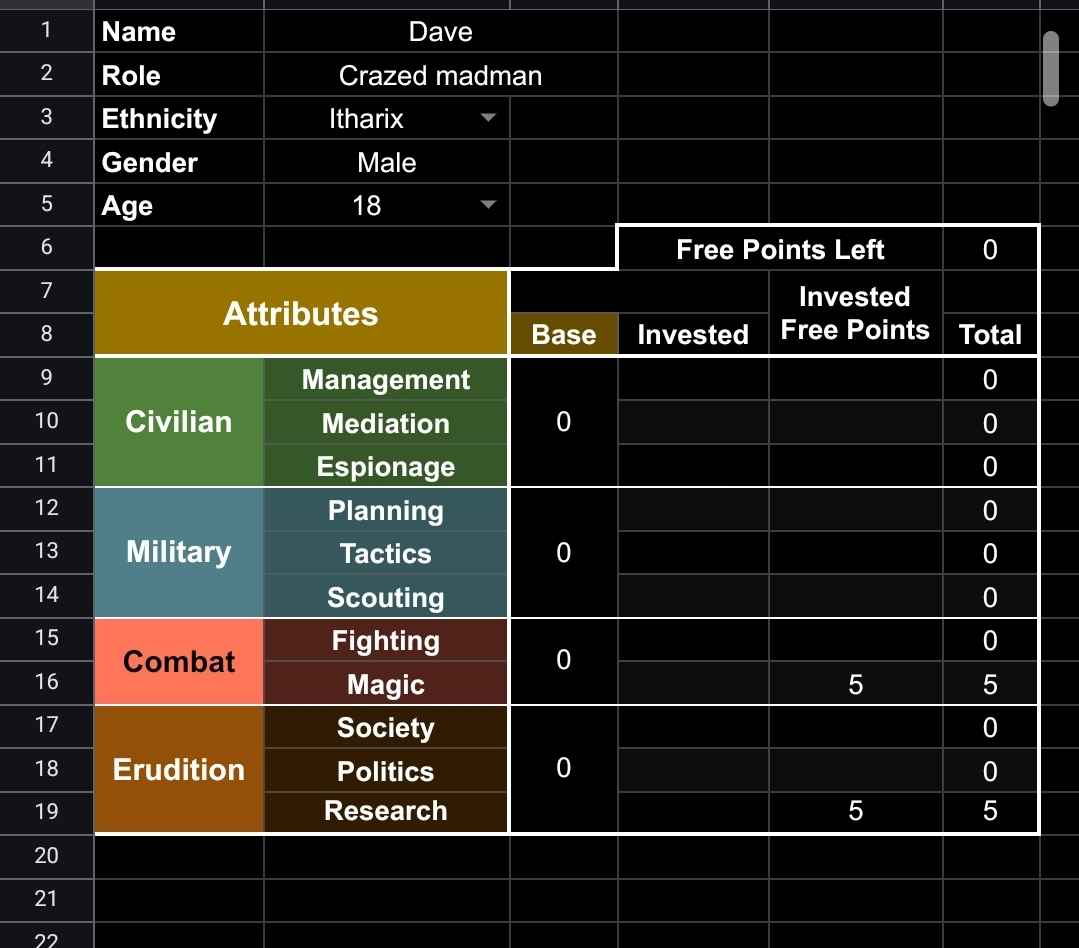 1 Name Dave
2 Role Crazed madman
3 Ethnicity Itharix
4 Gender Male
5 Age 18
6 Free Points Left 0
7 Attributes Invested
8 Base Invested Free Points Total
9 Civilian Management 0 0
10 Mediation 0
11 Espionage 0
12 Military Planning 0 0
13 Tactics 0
14 Scouting 0
15 Combat Fighting 0 0
16 Magic 5 5
17 Erudition Society 0 0
18 Politics 0
19 Research 5 5
20
21
22